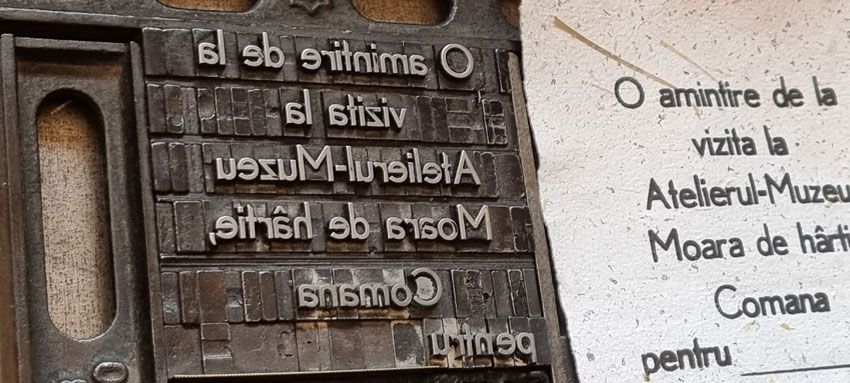 O amintire de la
vizita la
Atelierul-Muzeu
Moara de hârtie,
Comana
pentru
O amintire de la
vizita la
Atelierul-Muzeu
Moara de hârti
Comana
pentru